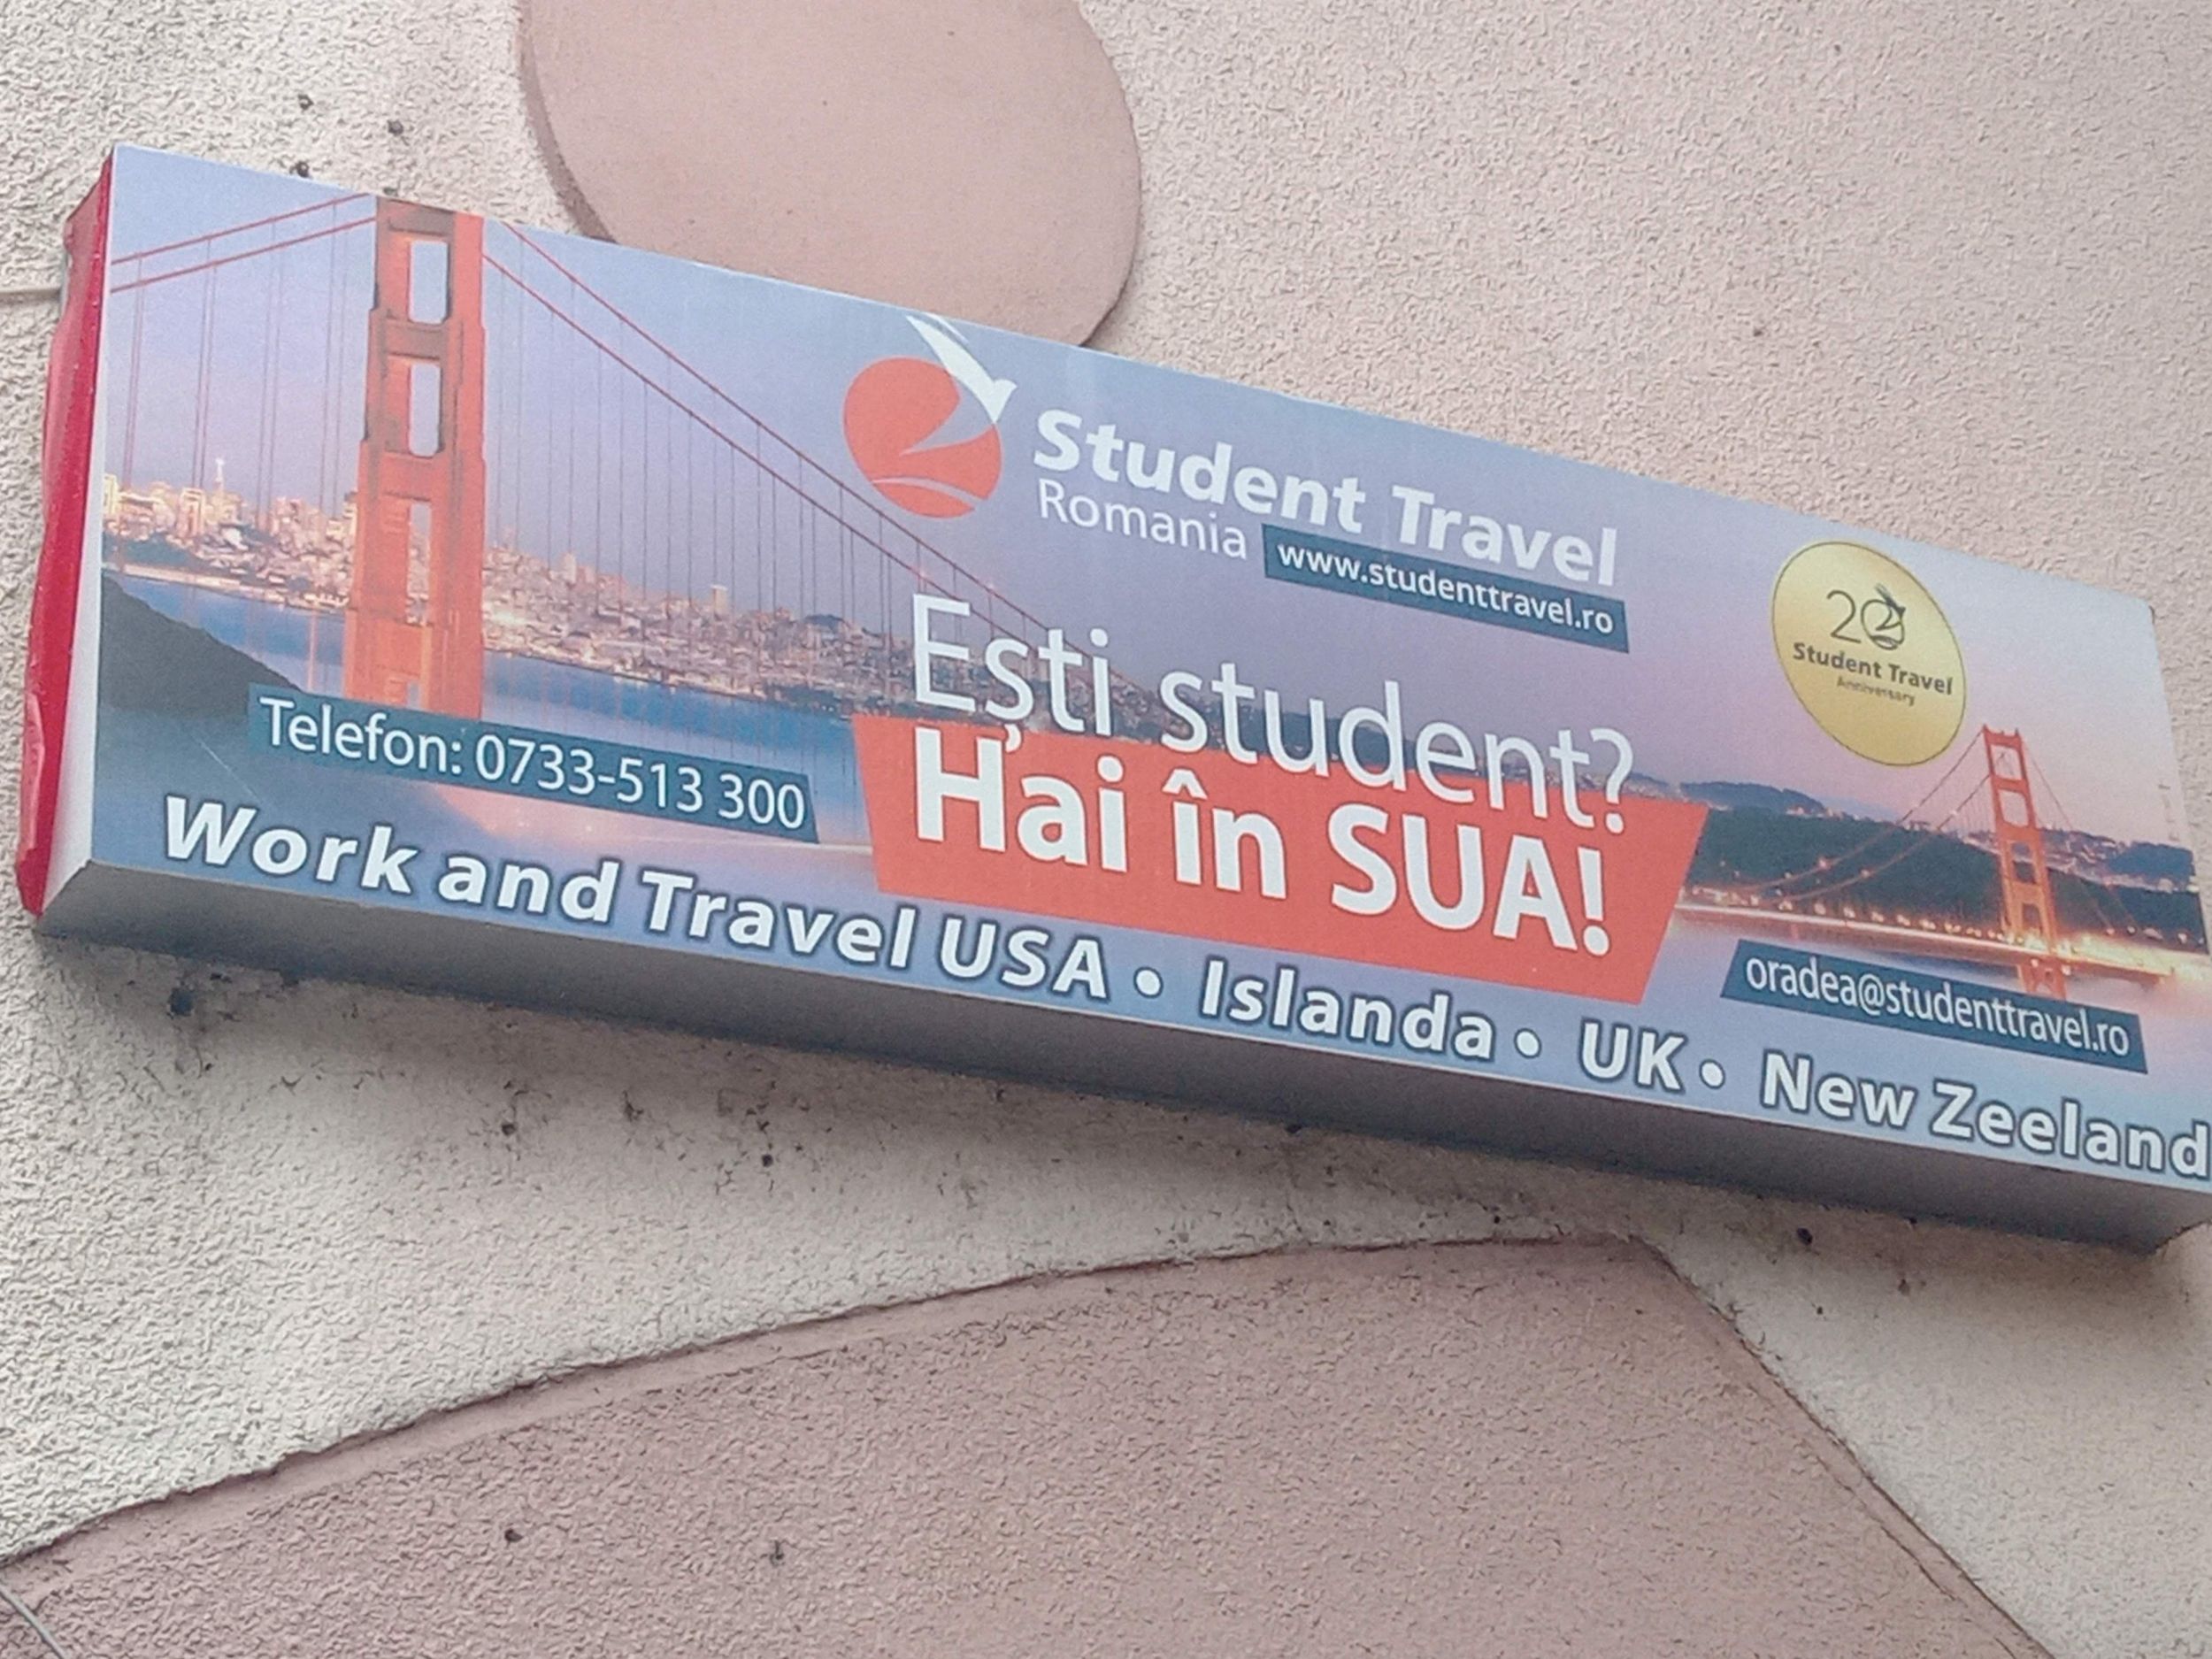 Student Travel
Romania
www.studenttravel.ro
20
Student Travel
Anniversary
Ești student?
Hai în SUA!
Telefon: 0733-513 300
oradea@studenttravel.ro
Work and Travel USA • Islanda • UK • New Zeeland